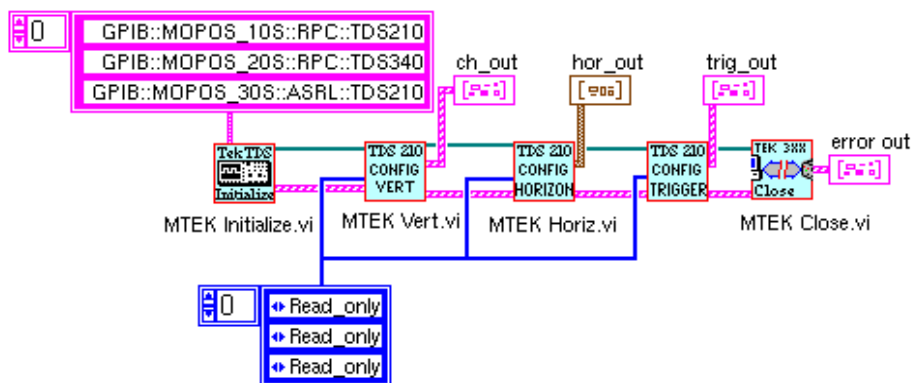 0
GPIB::MOPOS_10S::RPC::TDS210
GPIB::MOPOS_20S::RPC::TDS340
GPIB::MOPOS_30S::ASRL::TDS210
ch_out
hor_out
trig_out
error out
Tek TDS
Initialize
TDS 210
CONFIG
VERT
TDS 210
CONFIG
HORIZON
TDS 210
CONFIG
TRIGGER
TEK 3XX
Close
MTEK Initialize.vi
MTEK Vert.vi
MTEK Horiz.vi
MTEK Close.vi
0
Read_only
Read_only
Read_only